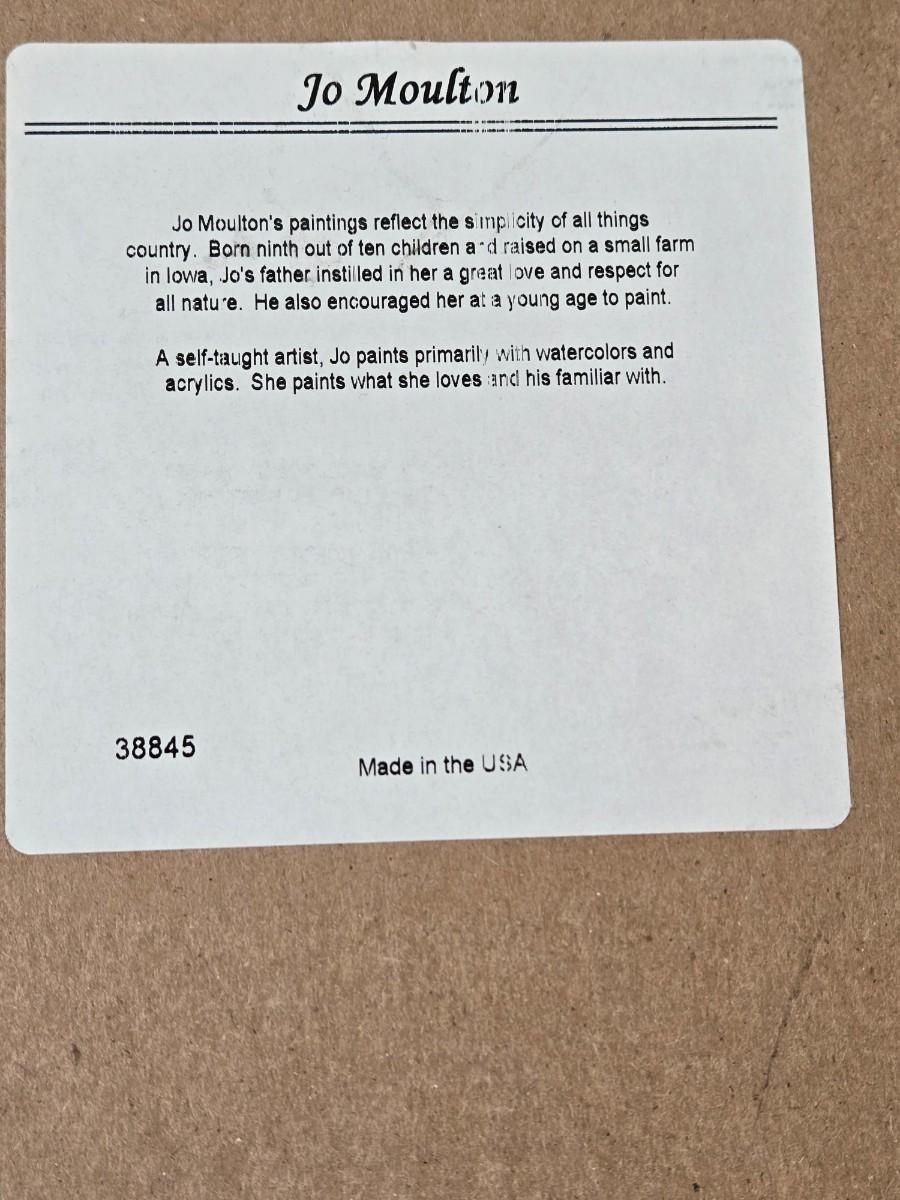 Jo Moulton
Jo Moulton's paintings reflect the simplicity of all things
country. Born ninth out of ten children and raised on a small farm
in Iowa, Jo's father instilled in her a great love and respect for
all nature. He also encouraged her at a young age to paint.
A self-taught artist, Jo paints primarily with watercolors and
acrylics. She paints what she loves and his familiar with.
38845
Made in the USA